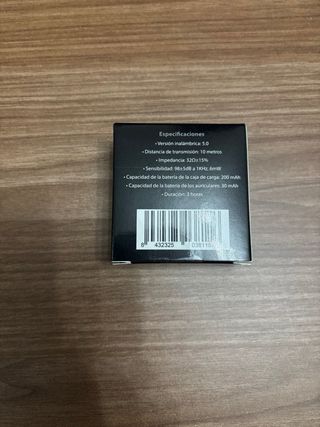 Especificaciones
• Versión inalámbrica: 5.0
• Distancia de transmisión: 10 metros
• Impedancia: 32Ω±15%
• Sensibilidad: 98±5dB a 1KHz, 6mW
• Capacidad de la batería de la caja de carga: 200 mAh
• Capacidad de la batería de los auriculares: 30 mAh
• Duración: 3 horas
8 432325